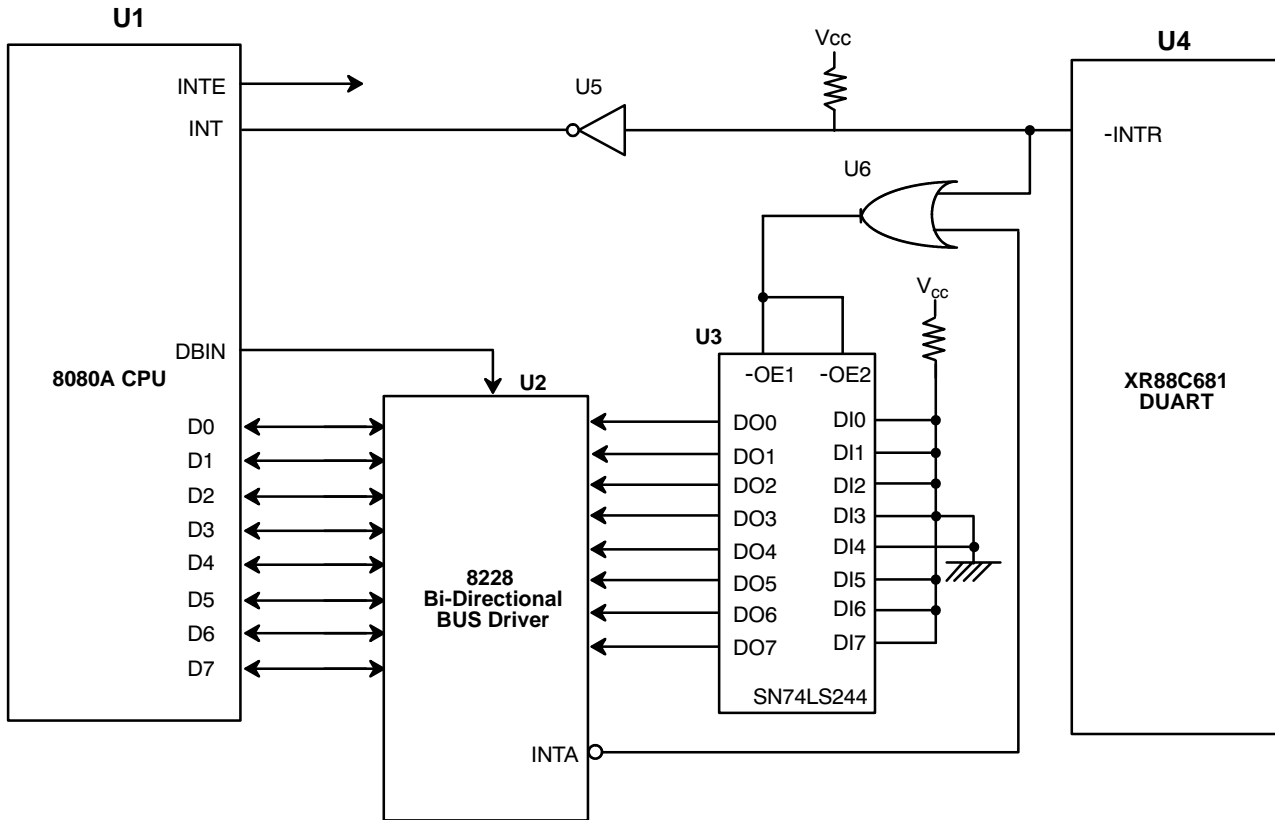 U1
INTE
INT
DBIN
8080A CPU
D0
D1
D2
D3
D4
D5
D6
D7
U5
Vcc
U6
U2
8228
Bi-Directional
BUS Driver
INTA
U3
-OE1 -OE2
DO0 DI0
DO1 DI1
DO2 DI2
DO3 DI3
DO4 DI4
DO5 DI5
DO6 DI6
DO7 DI7
SN74LS244
Vcc
U4
-INTR
XR88C681
DUART